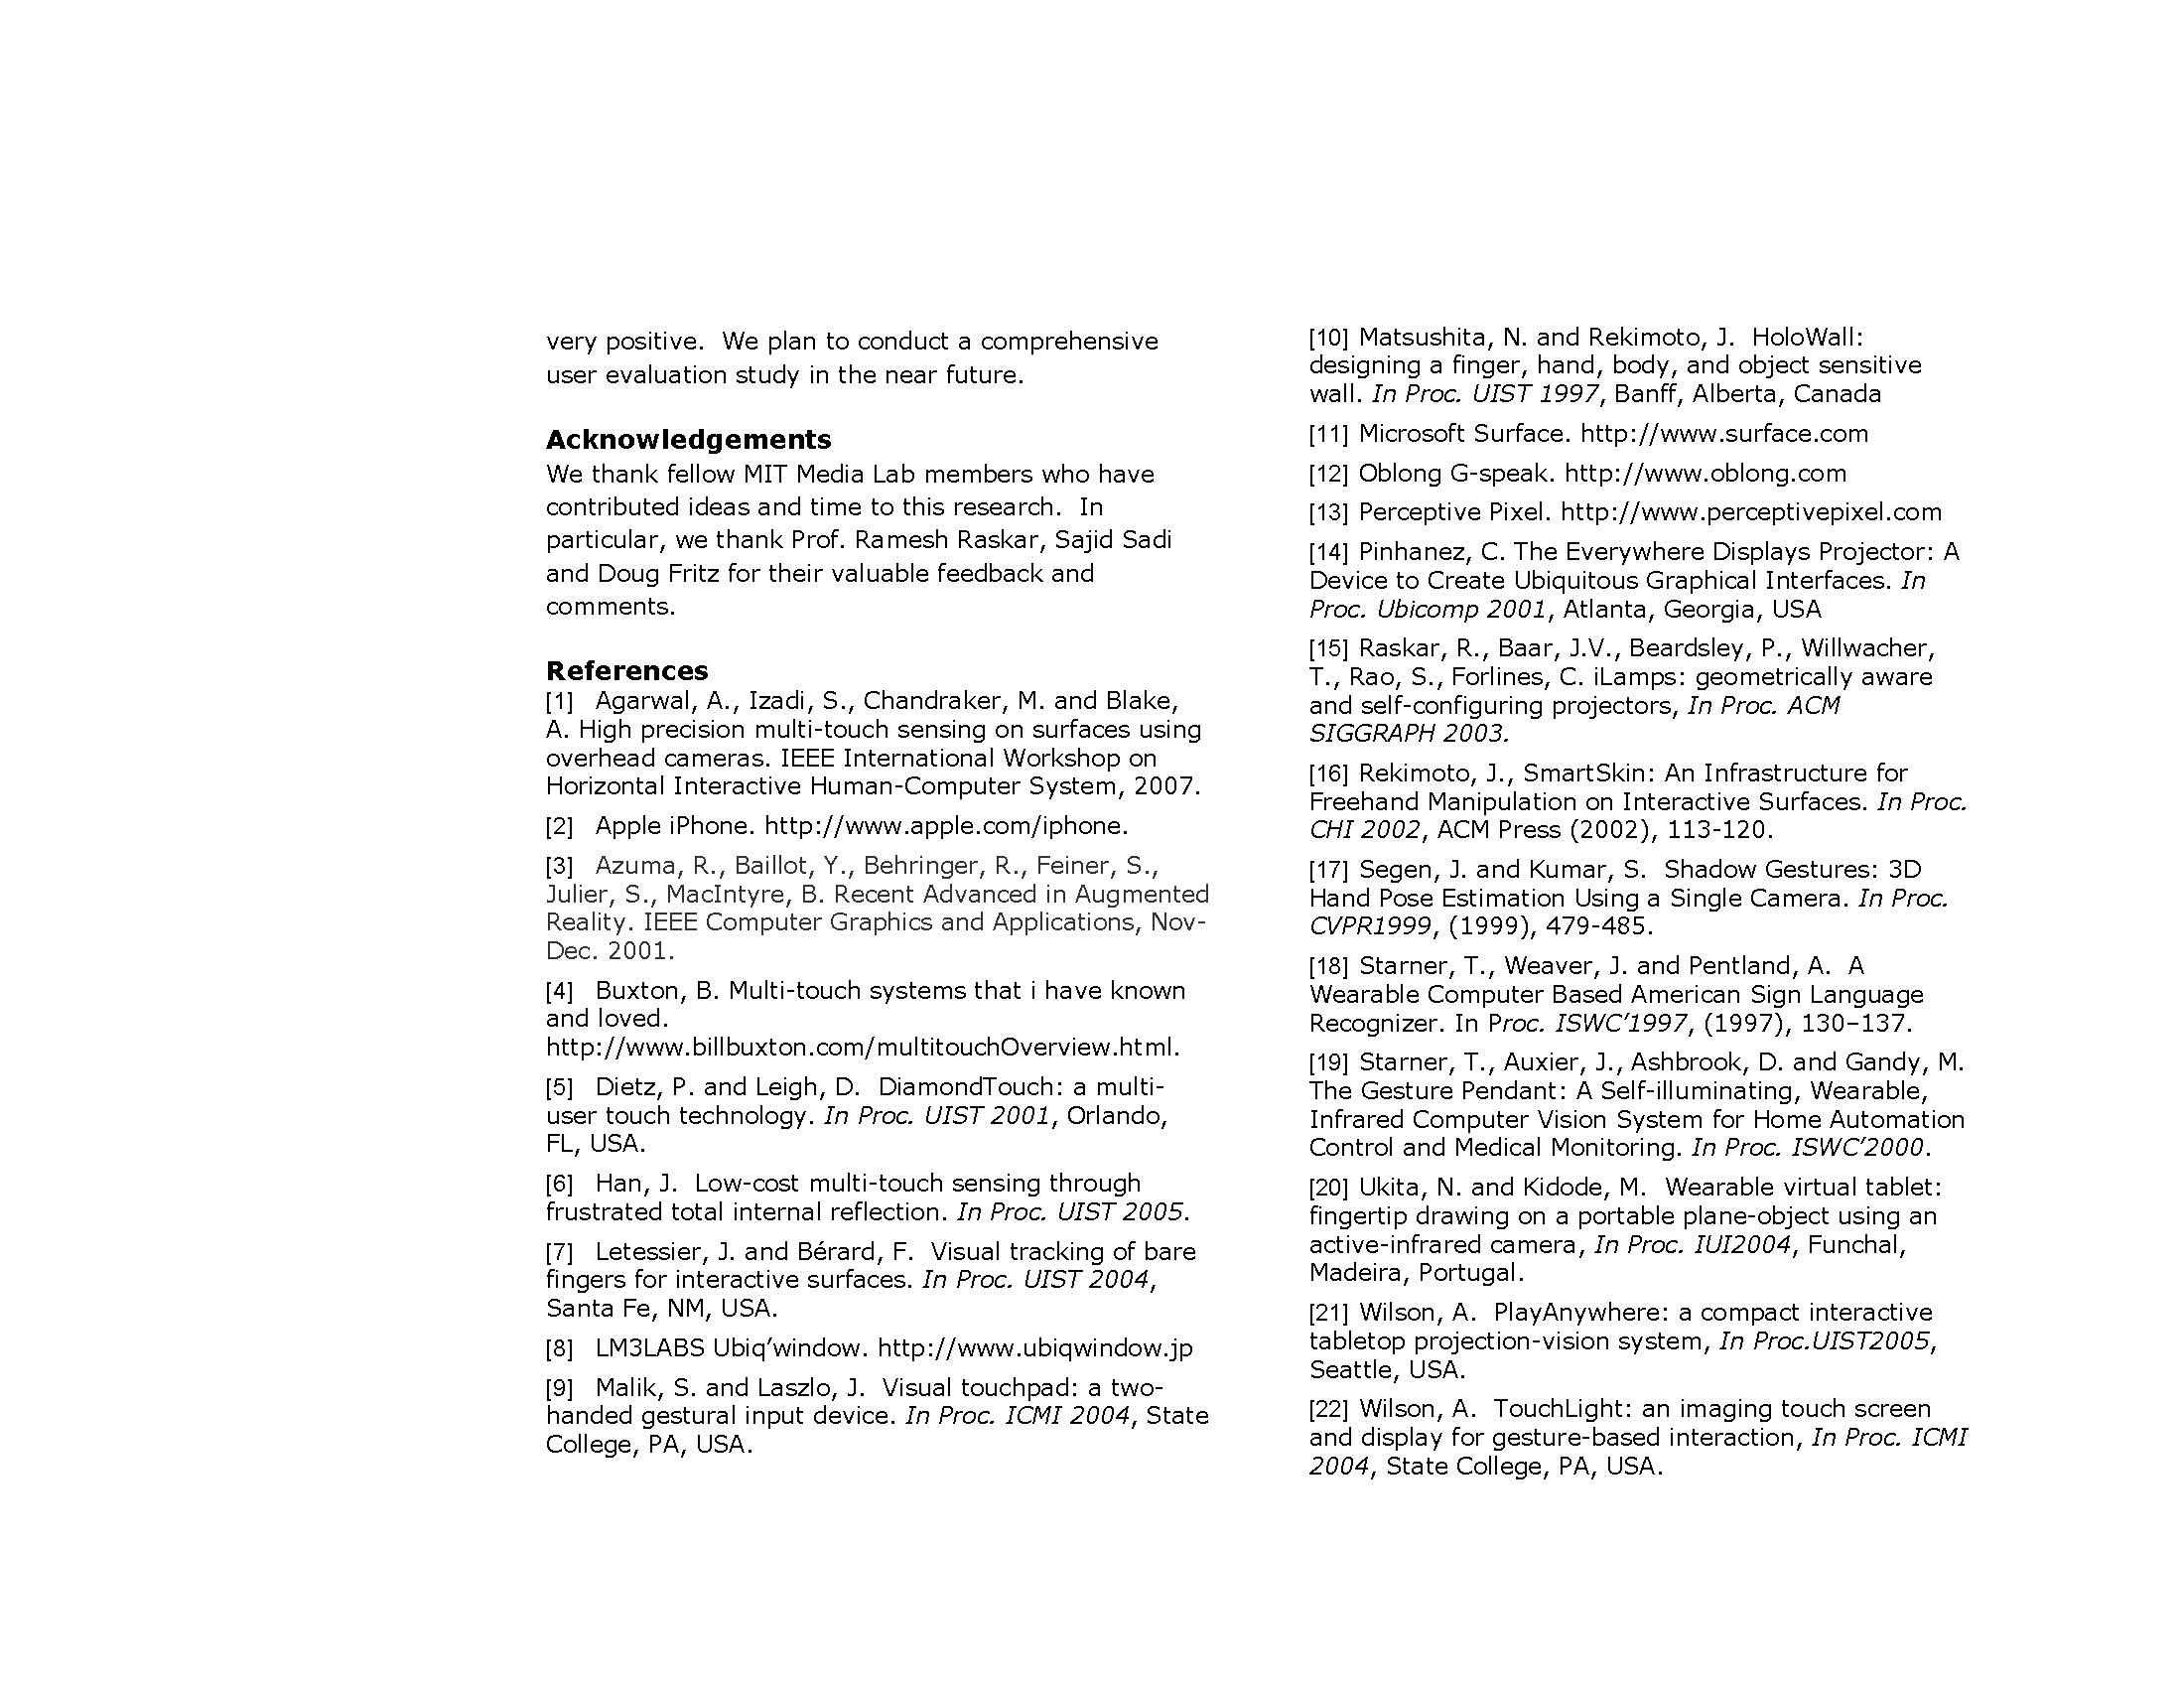 very positive.  We plan to conduct a comprehensive
user evaluation study in the near future.
Acknowledgements
We thank fellow MIT Media Lab members who have
contributed ideas and time to this research.  In
particular, we thank Prof. Ramesh Raskar, Sajid Sadi
and Doug Fritz for their valuable feedback and
comments.
References
[1]  Agarwal, A., Izadi, S., Chandraker, M. and Blake,
A. High precision multi-touch sensing on surfaces using
overhead cameras. IEEE International Workshop on
Horizontal Interactive Human-Computer System, 2007.
[2]  Apple iPhone. http://www.apple.com/iphone.
[3]  Azuma, R., Baillot, Y., Behringer, R., Feiner, S.,
Julier, S., MacIntyre, B. Recent Advanced in Augmented
Reality. IEEE Computer Graphics and Applications, Nov-
Dec. 2001.
[4]  Buxton, B. Multi-touch systems that i have known
and loved.
http://www.billbuxton.com/multitouchOverview.html.
[5]  Dietz, P. and Leigh, D.  DiamondTouch: a multi-
user touch technology. In Proc. UIST 2001, Orlando,
FL, USA.
[6]  Han, J.  Low-cost multi-touch sensing through
frustrated total internal reflection. In Proc. UIST 2005.
[7]  Letessier, J. and Bérard, F.  Visual tracking of bare
fingers for interactive surfaces. In Proc. UIST 2004,
Santa Fe, NM, USA.
[8]  LM3LABS Ubiq’window. http://www.ubiqwindow.jp
[9]  Malik, S. and Laszlo, J.  Visual touchpad: a two-
handed gestural input device. In Proc. ICMI 2004, State
College, PA, USA.
[10] Matsushita, N. and Rekimoto, J.  HoloWall:
designing a finger, hand, body, and object sensitive
wall. In Proc. UIST 1997, Banff, Alberta, Canada
[11] Microsoft Surface. http://www.surface.com
[12] Oblong G-speak. http://www.oblong.com
[13] Perceptive Pixel. http://www.perceptivepixel.com
[14] Pinhanez, C. The Everywhere Displays Projector: A
Device to Create Ubiquitous Graphical Interfaces. In
Proc. Ubicomp 2001, Atlanta, Georgia, USA
[15] Raskar, R., Baar, J.V., Beardsley, P., Willwacher,
T., Rao, S., Forlines, C. iLamps: geometrically aware
and self-configuring projectors, In Proc. ACM
SIGGRAPH 2003.
[16] Rekimoto, J., SmartSkin: An Infrastructure for
Freehand Manipulation on Interactive Surfaces. In Proc.
CHI 2002, ACM Press (2002), 113-120.
[17] Segen, J. and Kumar, S.  Shadow Gestures: 3D
Hand Pose Estimation Using a Single Camera. In Proc.
CVPR1999, (1999), 479-485.
[18] Starner, T., Weaver, J. and Pentland, A.  A
Wearable Computer Based American Sign Language
Recognizer. In Proc. ISWC’1997, (1997), 130–137.
[19] Starner, T., Auxier, J., Ashbrook, D. and Gandy, M.
The Gesture Pendant: A Self-illuminating, Wearable,
Infrared Computer Vision System for Home Automation
Control and Medical Monitoring. In Proc. ISWC’2000.
[20] Ukita, N. and Kidode, M.  Wearable virtual tablet:
fingertip drawing on a portable plane-object using an
active-infrared camera, In Proc. IUI2004, Funchal,
Madeira, Portugal.
[21] Wilson, A.  PlayAnywhere: a compact interactive
tabletop projection-vision system, In Proc.UIST2005,
Seattle, USA.
[22] Wilson, A.  TouchLight: an imaging touch screen
and display for gesture-based interaction, In Proc. ICMI
2004, State College, PA, USA.